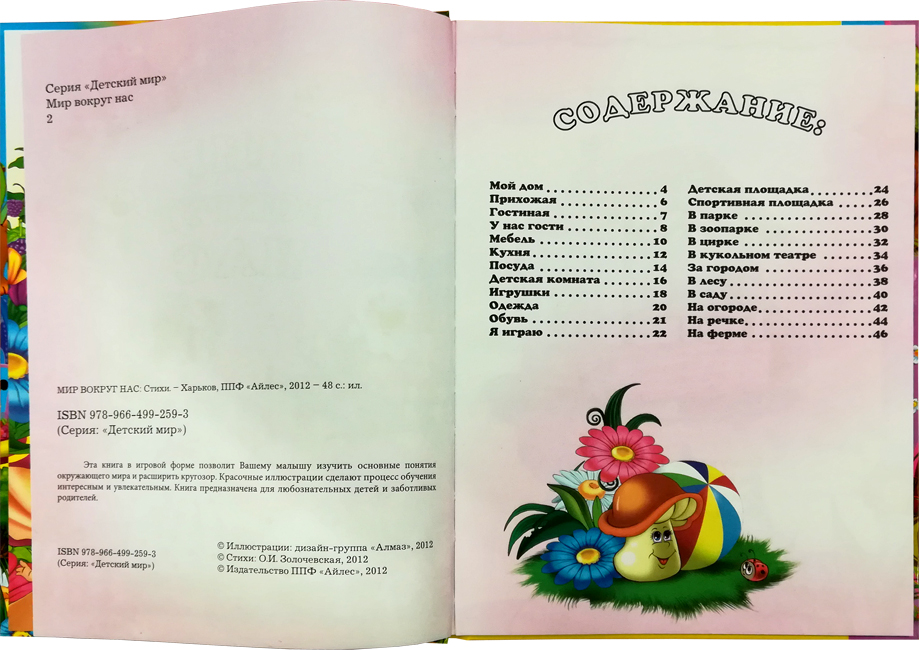 Серия «Детский мир»
Мир вокруг нас
2
МИР ВОКРУГ НАС: Стихи. – Харьков, ППФ «Айлес», 2012 – 48 с.: ил.
ISBN 978-966-499-259-3
(Серия: «Детский мир»)
Эта книга в игровой форме позволит Вашему малышу изучить основные понятия
окружающего мира и расширить кругозор. Красочные иллюстрации сделают процесс обучения
интересным и увлекательным. Книга предназначена для любознательных детей и заботливых
родителей.
ISBN 978-966-499-259-3
(Серия: «Детский мир»)
© Иллюстрации: дизайн-группа «Алмаз», 2012
© Стихи: О.И. Золочевская, 2012
© Издательство ППФ «Айлес», 2012
СОДЕРЖАНИЕ:
Мой дом 4
Прихожая 6
Гостиная 7
У нас гости 8
Мебель 10
Кухня 12
Посуда 14
Детская комната 16
Игрушки 18
Одежда 20
Обувь 21
Я играю 22
Детская площадка 24
Спортивная площадка 26
В парке 28
В зоопарке 30
В цирке 32
В кукольном театре 34
За городом 36
В лесу 38
В саду 40
На огороде 42
На речке 44
На ферме 46